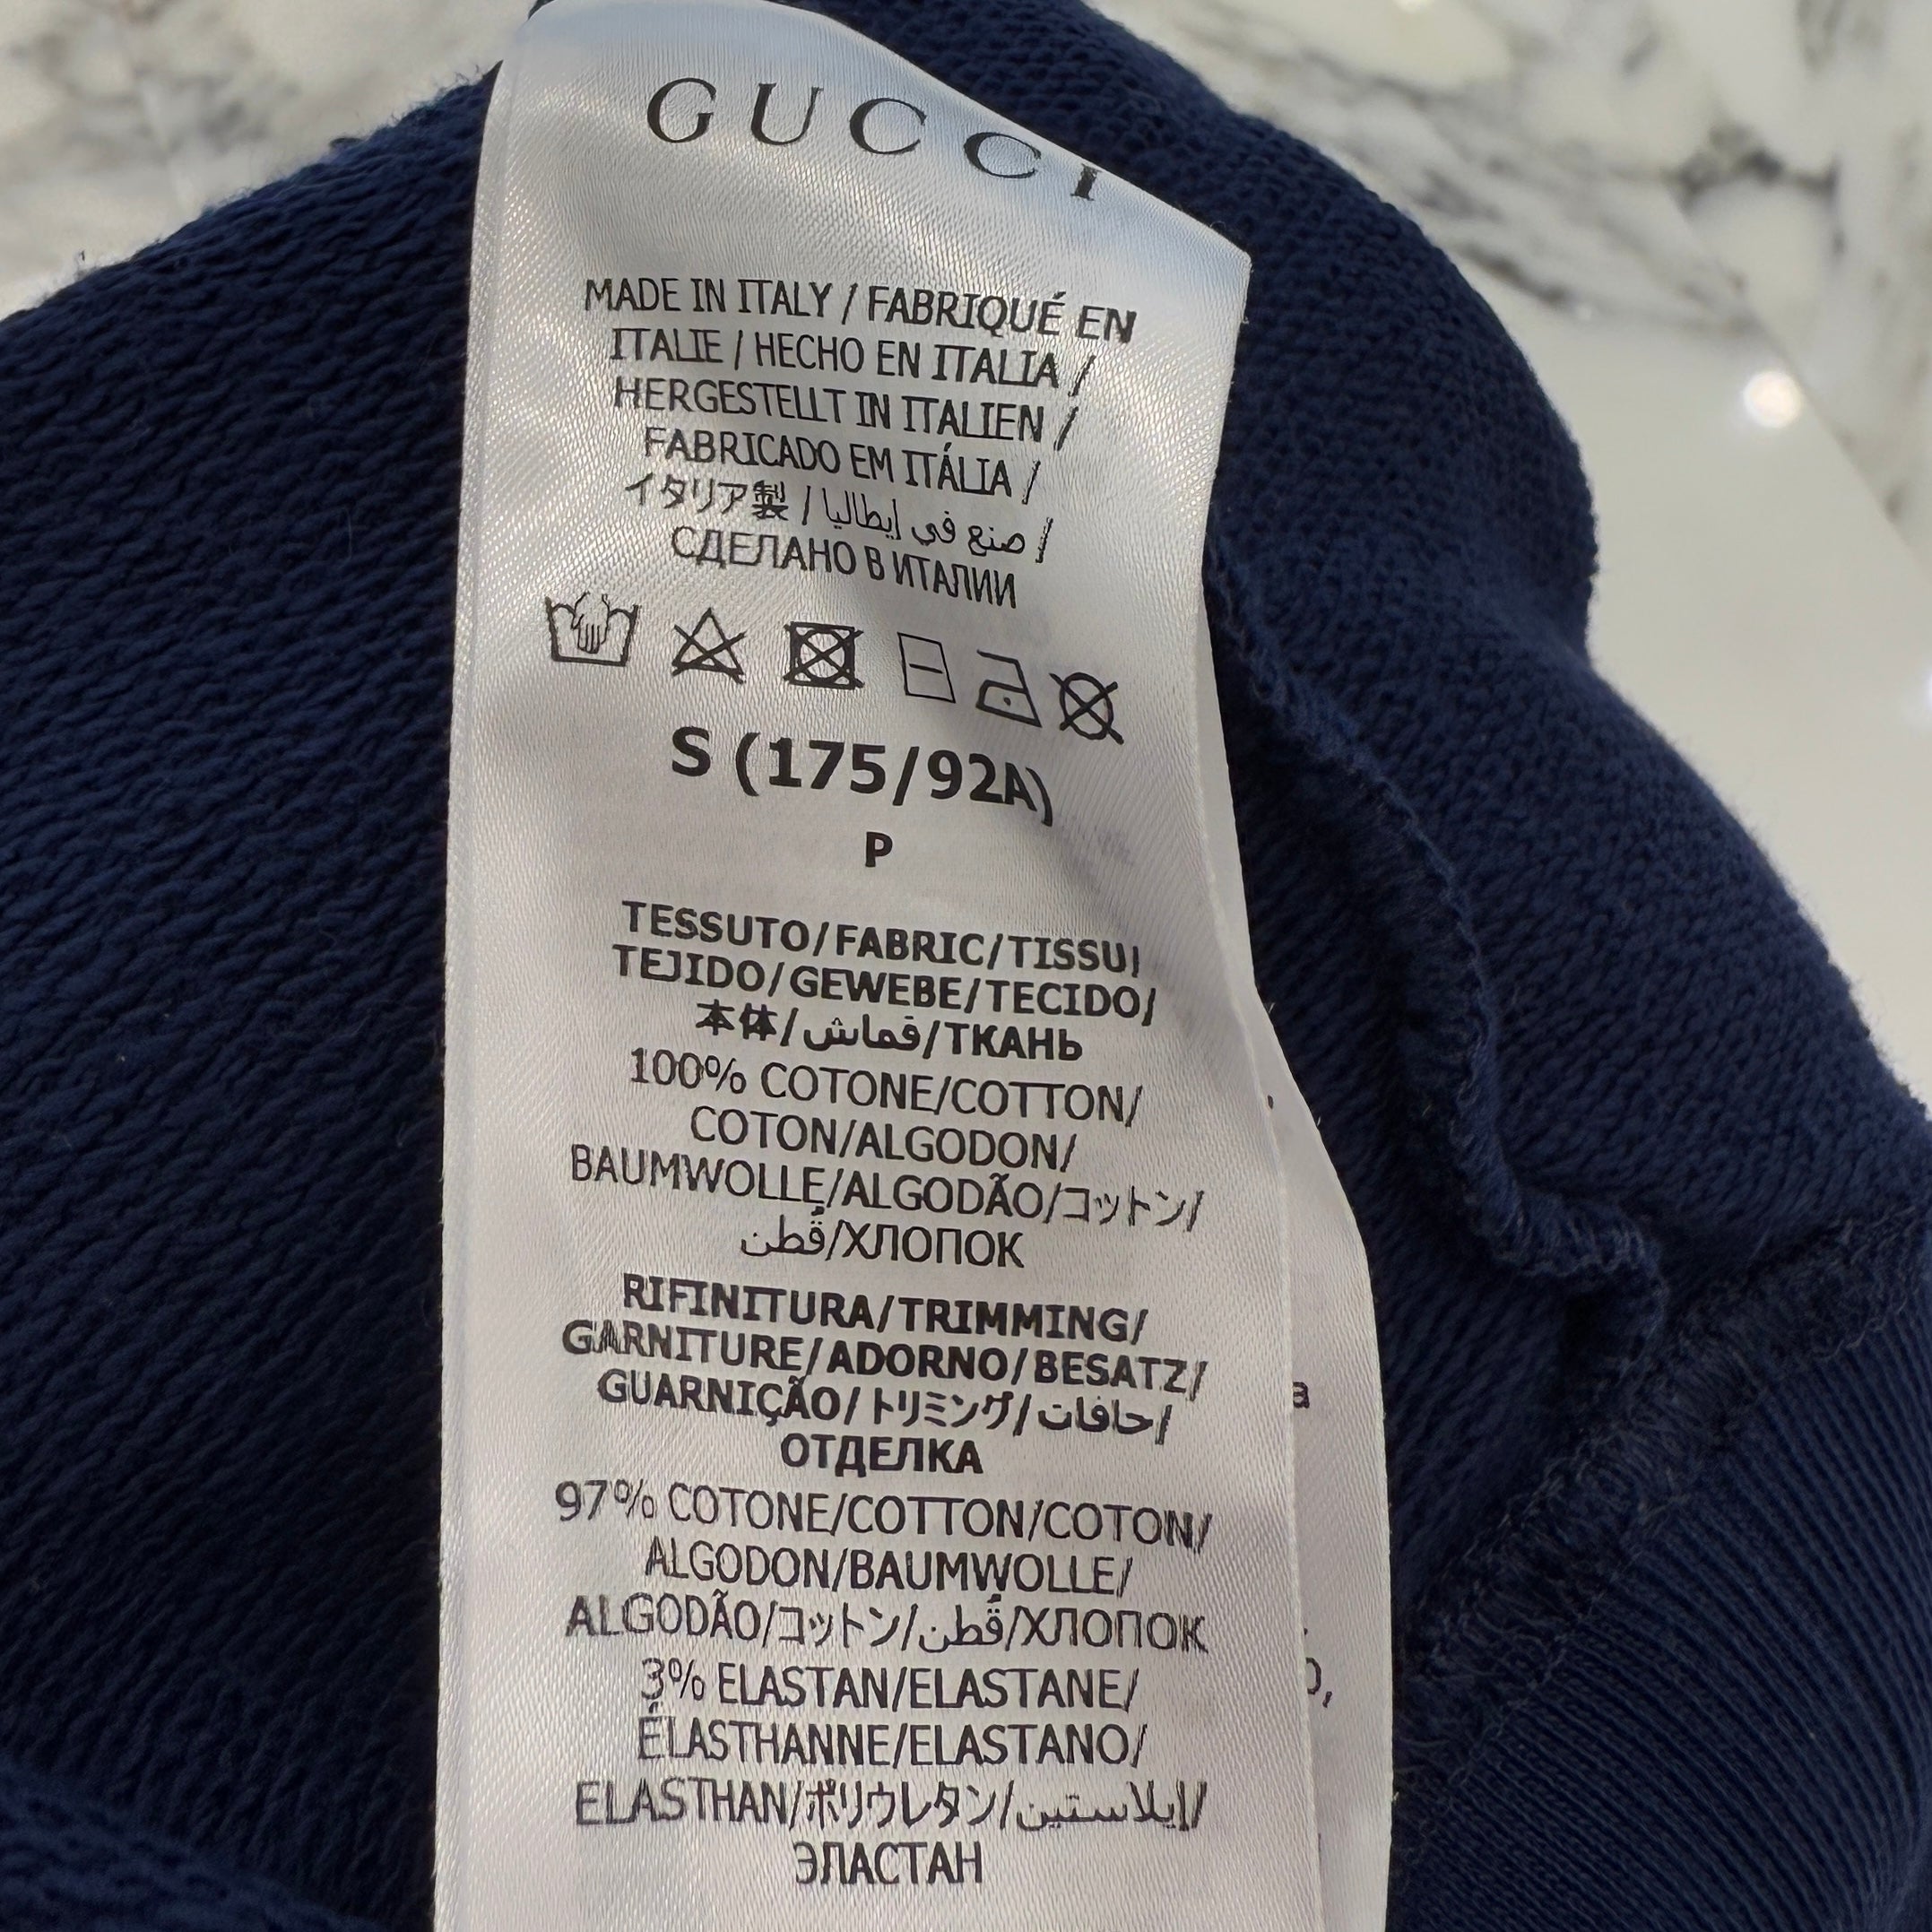 GUCCI
MADE IN ITALY / FABRIQUÉ EN
ITALIE / HECHO EN ITALIA /
HERGESTELLT IN ITALIEN /
FABRICADO EM ITÁLIA /
イタリア製 / صنع في إيطاليا /
СДЕЛАНО В ИТАЛИИ
S (175/92A)
P
TESSUTO/FABRIC/TISSU/
TEJIDO/GEWEBE/TECIDO/
本体/قماش/ТКАНЬ
100% COTONE/COTTON/
COTON/ALGODON/
BAUMWOLLE/ALGODÃO/コットン/
قُطن/ХЛОПОК
RIFINITURA/TRIMMING/
GARNITURE/ADORNO/BESATZ/
GUARNIÇÃO/トリミング/حافات/
ОТДЕЛКА
97% COTONE/COTTON/COTON/
ALGODON/BAUMWOLLE/
ALGODÃO/コットン/قُطن/ХЛОПОК
3% ELASTAN/ELASTANE/
ÉLASTHANNE/ELASTANO/
ELASTHAN/ポリウレタン/إيلاستين/
ЭЛАСТАН